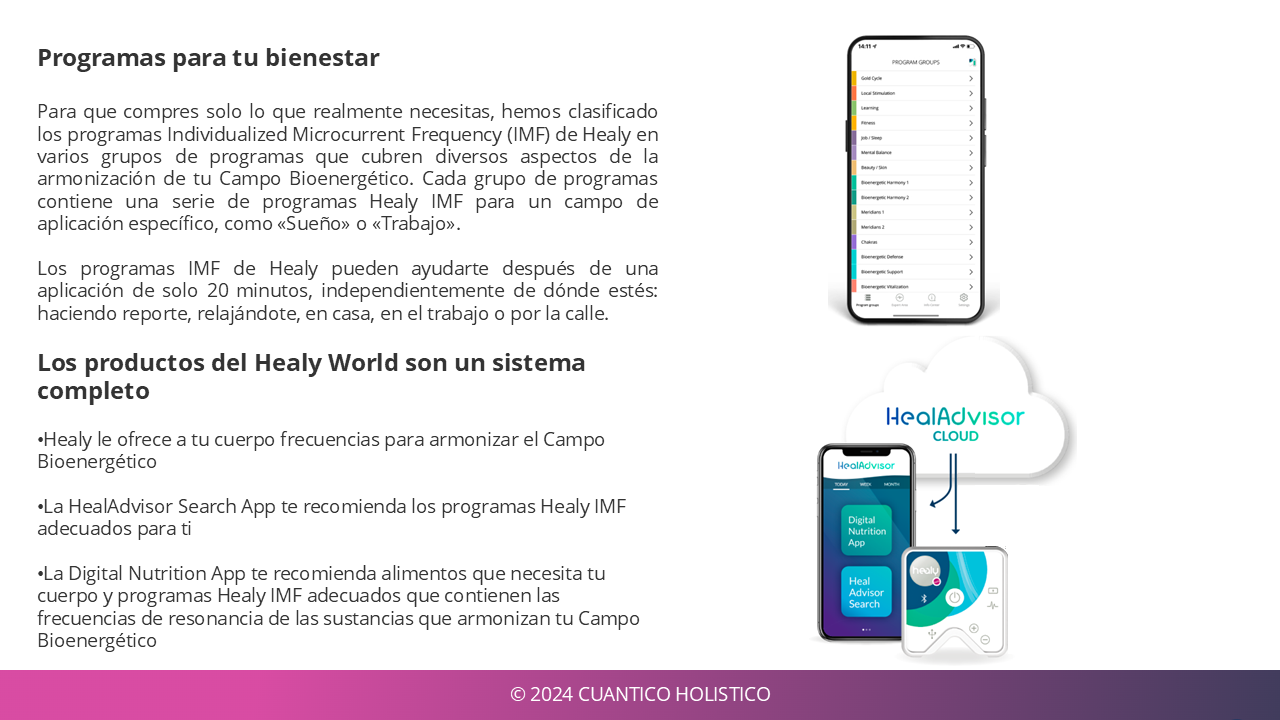 Programas para tu bienestar
Para que compres solo lo que realmente necesitas, hemos clasificado
los programas Individualized Microcurrent Frequency (IMF) de Healy en
varios grupos de programas que cubren diversos aspectos de la
armonización de tu Campo Bioenergético. Cada grupo de programas
contiene una serie de programas Healy IMF para un campo de
aplicación específico, como «Sueño» o «Trabajo».
Los programas IMF de Healy pueden ayudarte después de una
aplicación de solo 20 minutos, independientemente de dónde estés:
haciendo reposo relajándote, en casa, en el trabajo o por la calle.
Los productos del Healy World son un sistema
completo
•Healy le ofrece a tu cuerpo frecuencias para armonizar el Campo
Bioenergético
•La HealAdvisor Search App te recomienda los programas Healy IMF
adecuados para ti
•La Digital Nutrition App te recomienda alimentos que necesita tu
cuerpo y programas Healy IMF adecuados que contienen las
frecuencias de resonancia de las sustancias que armonizan tu Campo
Bioenergético
14:11
PROGRAM GROUPS
Gold Cycle
Local Stimulation
Learning
Fitness
Job / Sleep
Mental Balance
Beauty / Skin
Bioenergetic Harmony 1
Bioenergetic Harmony 2
Meridians 1
Meridians 2
Chakras
Bioenergetic Defense
Bioenergetic Support
Bioenergetic Vitalization
Program groups
Settings
HealAdvisor
CLOUD
HealAdvisor
TODAY WEEK MONTH
Digital
Nutrition
App
Heal
Advisor
Search
healy
© 2024 CUANTICO HOLISTICO